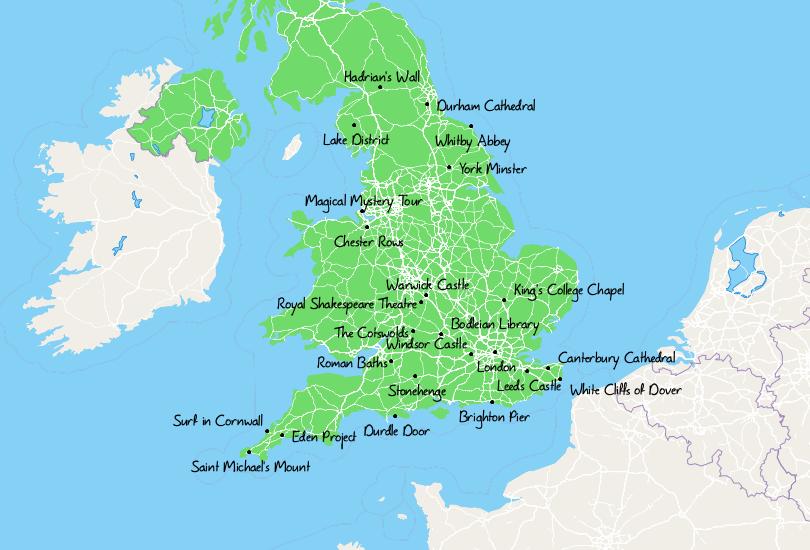 Hadrian's Wall
Durham Cathedral
Lake District
Whitby Abbey
York Minster
Magical Mystery Tour
Chester Rows
Warwick Castle
King's College Chapel
Royal Shakespeare Theatre
Bodleian Library
The Cotswolds
Windsor Castle
Roman Baths
Canterbury Cathedral
London
Leeds Castle
White Cliffs of Dover
Stonehenge
Brighton Pier
Surf in Cornwall
Eden Project
Durdle Door
Saint Michael's Mount